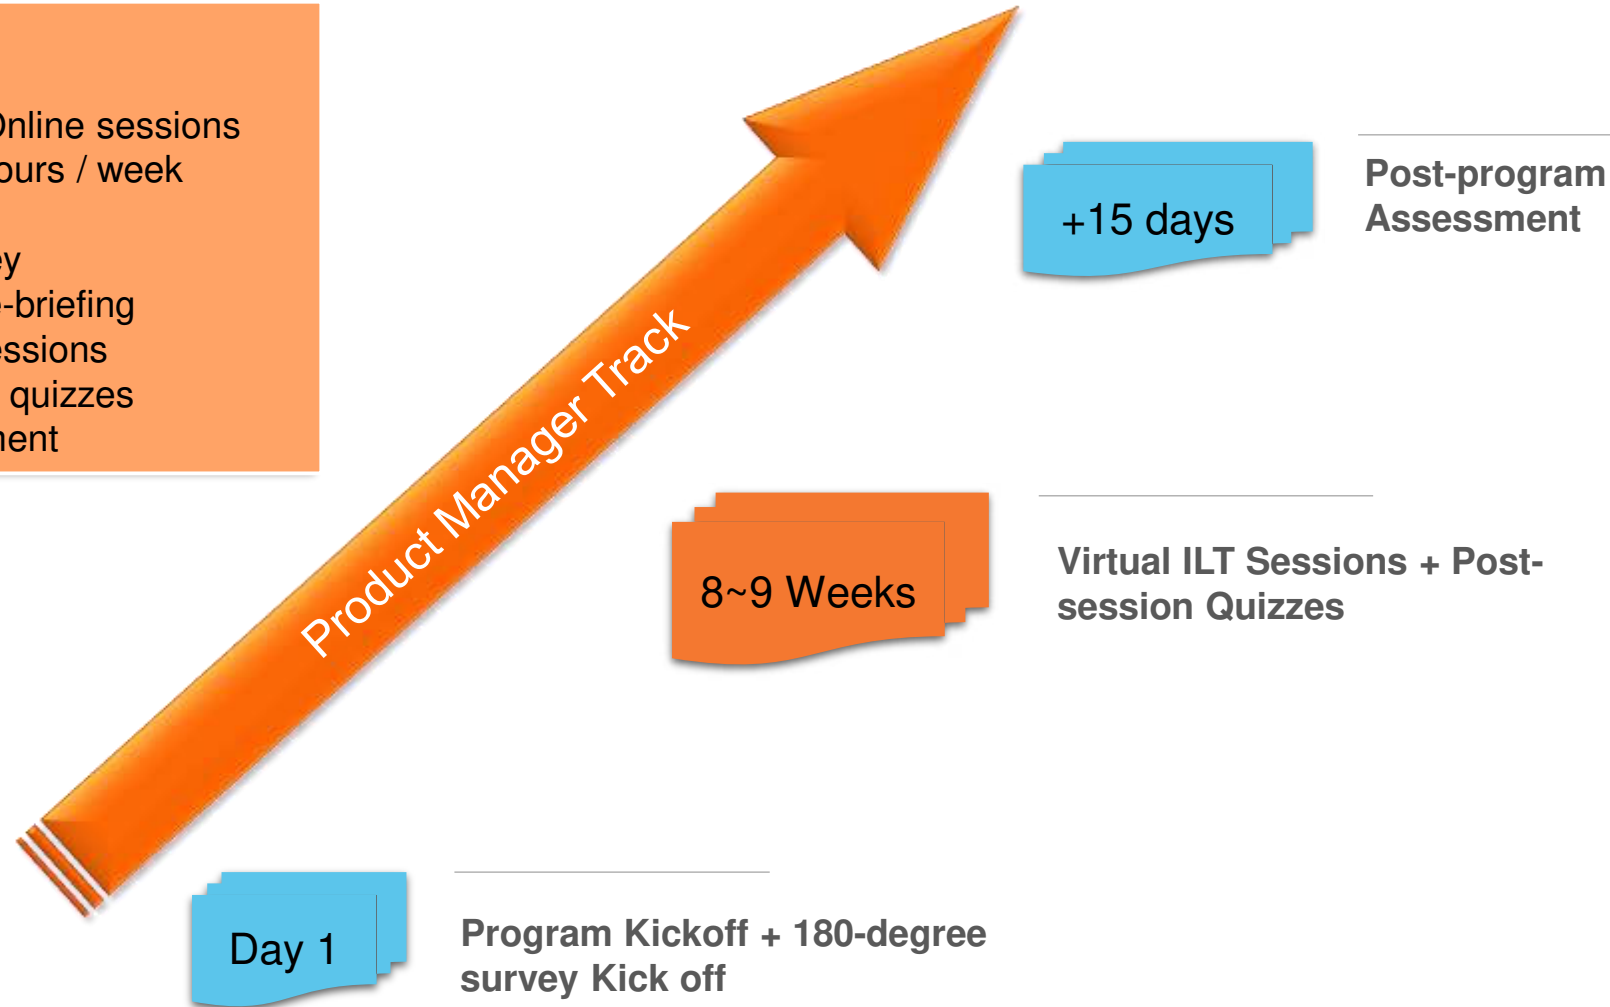 Online sessions
ours / week
ey
e-briefing
essions
quizzes
ment
Product Manager Track
+15 days
Post-program
Assessment
8~9 Weeks
Virtual ILT Sessions + Post-
session Quizzes
Day 1
Program Kickoff + 180-degree
survey Kick off